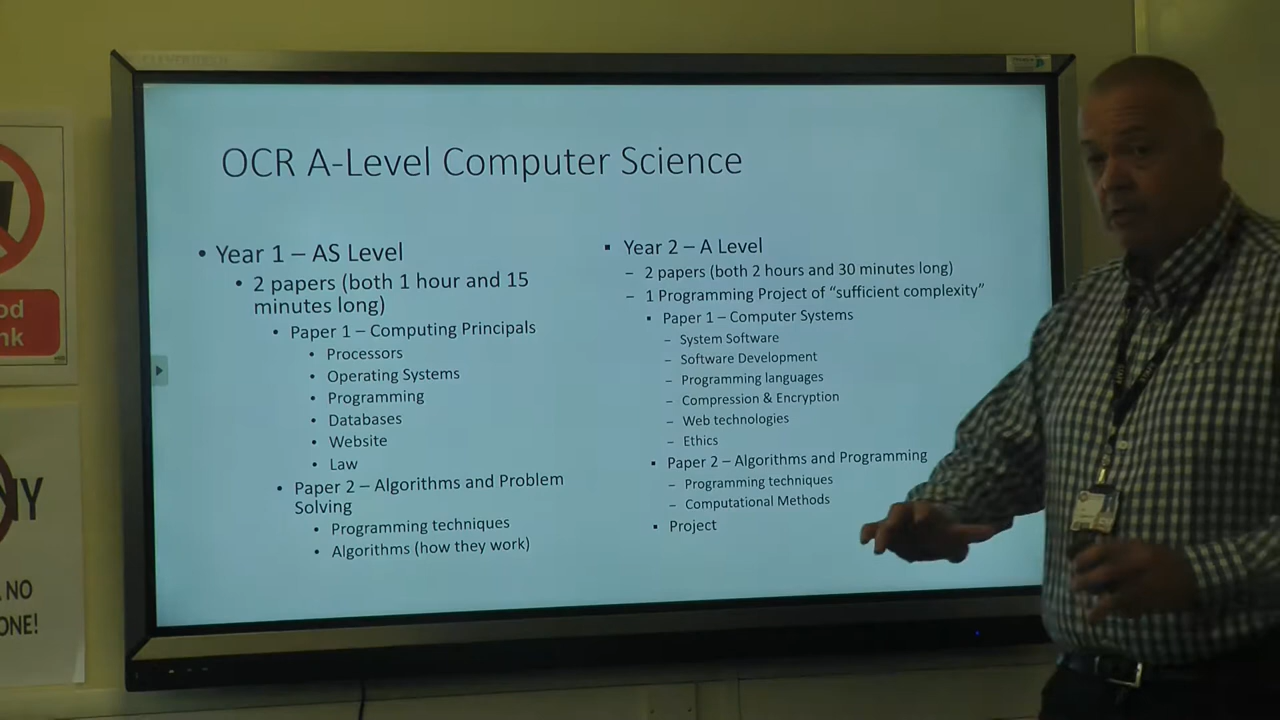 CLEVERTOUCH
OCR A-Level Computer Science
• Year 1 – AS Level
• 2 papers (both 1 hour and 15
minutes long)
• Paper 1 – Computing Principals
• Processors
• Operating Systems
• Programming
• Databases
• Website
• Law
• Paper 2 – Algorithms and Problem
Solving
• Programming techniques
• Algorithms (how they work)
▪ Year 2 – A Level
– 2 papers (both 2 hours and 30 minutes long)
– 1 Programming Project of “sufficient complexity”
▪ Paper 1 – Computer Systems
– System Software
– Software Development
– Programming languages
– Compression & Encryption
– Web technologies
– Ethics
▪ Paper 2 – Algorithms and Programming
– Programming techniques
– Computational Methods
▪ Project
od
nk
NY
NO
ONE!